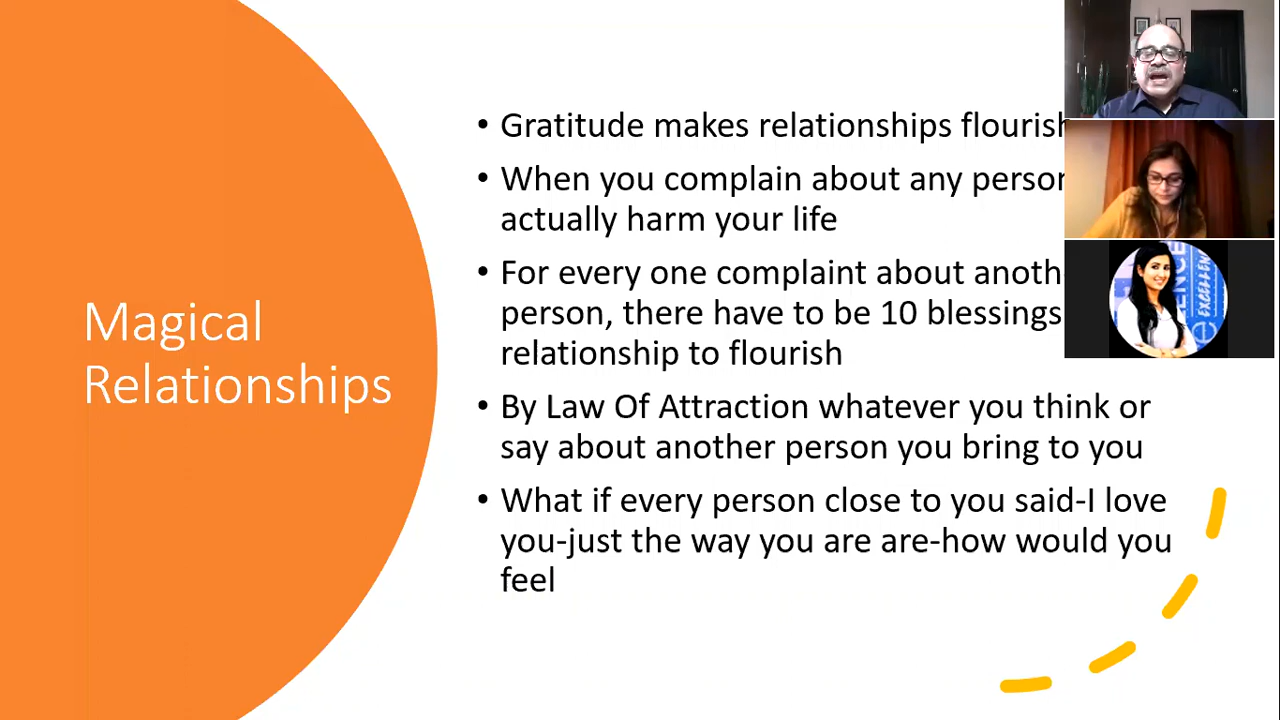 Magical
Relationships
• Gratitude makes relationships flourish
• When you complain about any person
actually harm your life
• For every one complaint about
person, there have to be 10 blessings
relationship to flourish
• By Law Of Attraction whatever you think or
say about another person you bring to you
• What if every person close to you said-I love
you-just the way you are are-how would you
feel
EXCELLEN